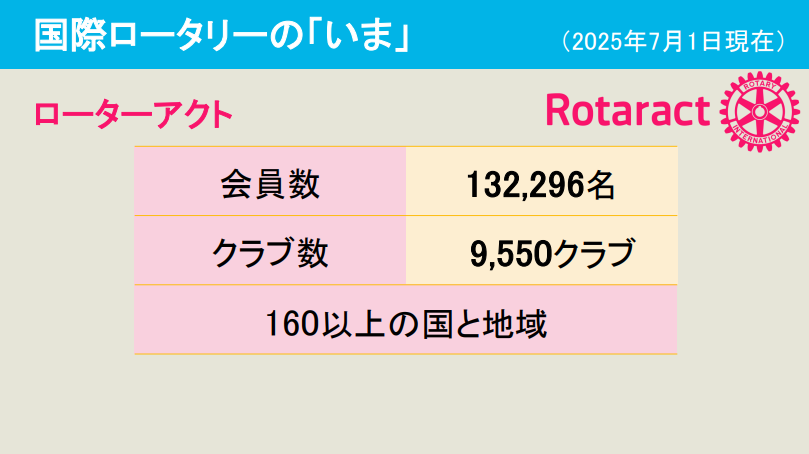 国際ロータリーの「いま」 （2025年7月1日現在）
ローターアクト
Rotaract
ROTARY
INTERNATIONAL
会員数 132,296名
クラブ数 9,550クラブ
160以上の国と地域